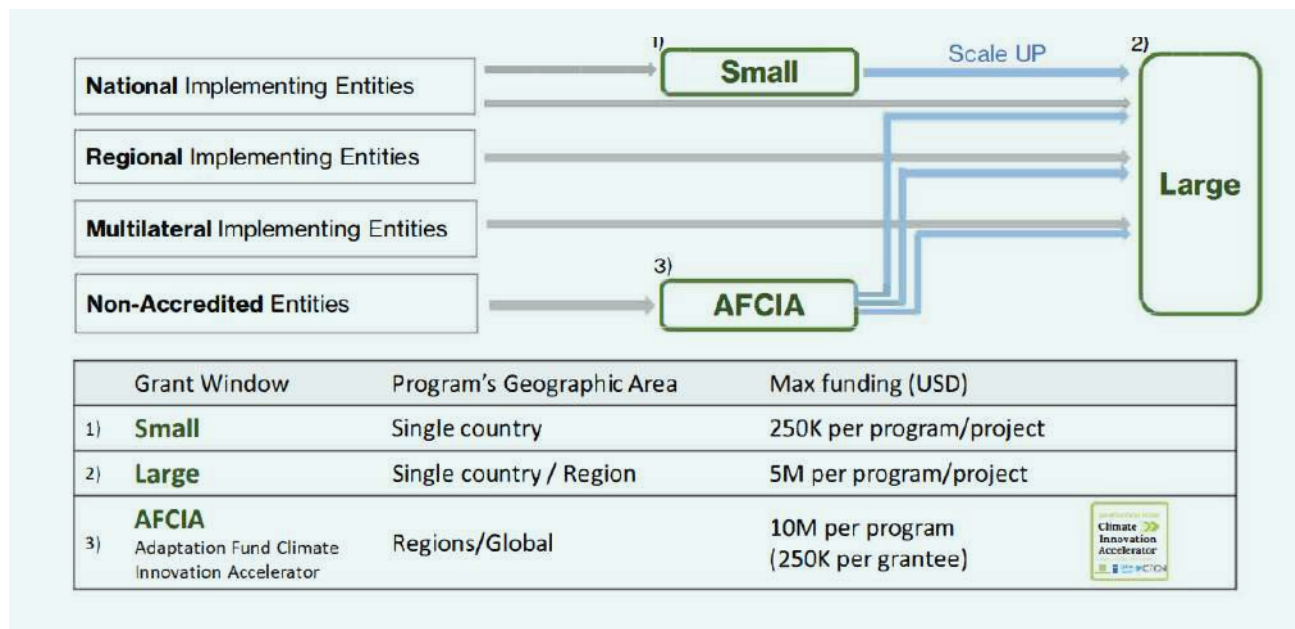 1)
Small
Scale UP
2)
National Implementing Entities
Regional Implementing Entities
Large
Multilateral Implementing Entities
3)
Non-Accredited Entities
AFCIA
Grant Window Program's Geographic Area Max funding (USD)
1) Small Single country 250K per program/project
2) Large Single country / Region 5M per program/project
3) AFCIA
Adaptation Fund Climate
Innovation Accelerator
Regions/Global
10M per program
(250K per grantee)
Climate
Innovation
Accelerator